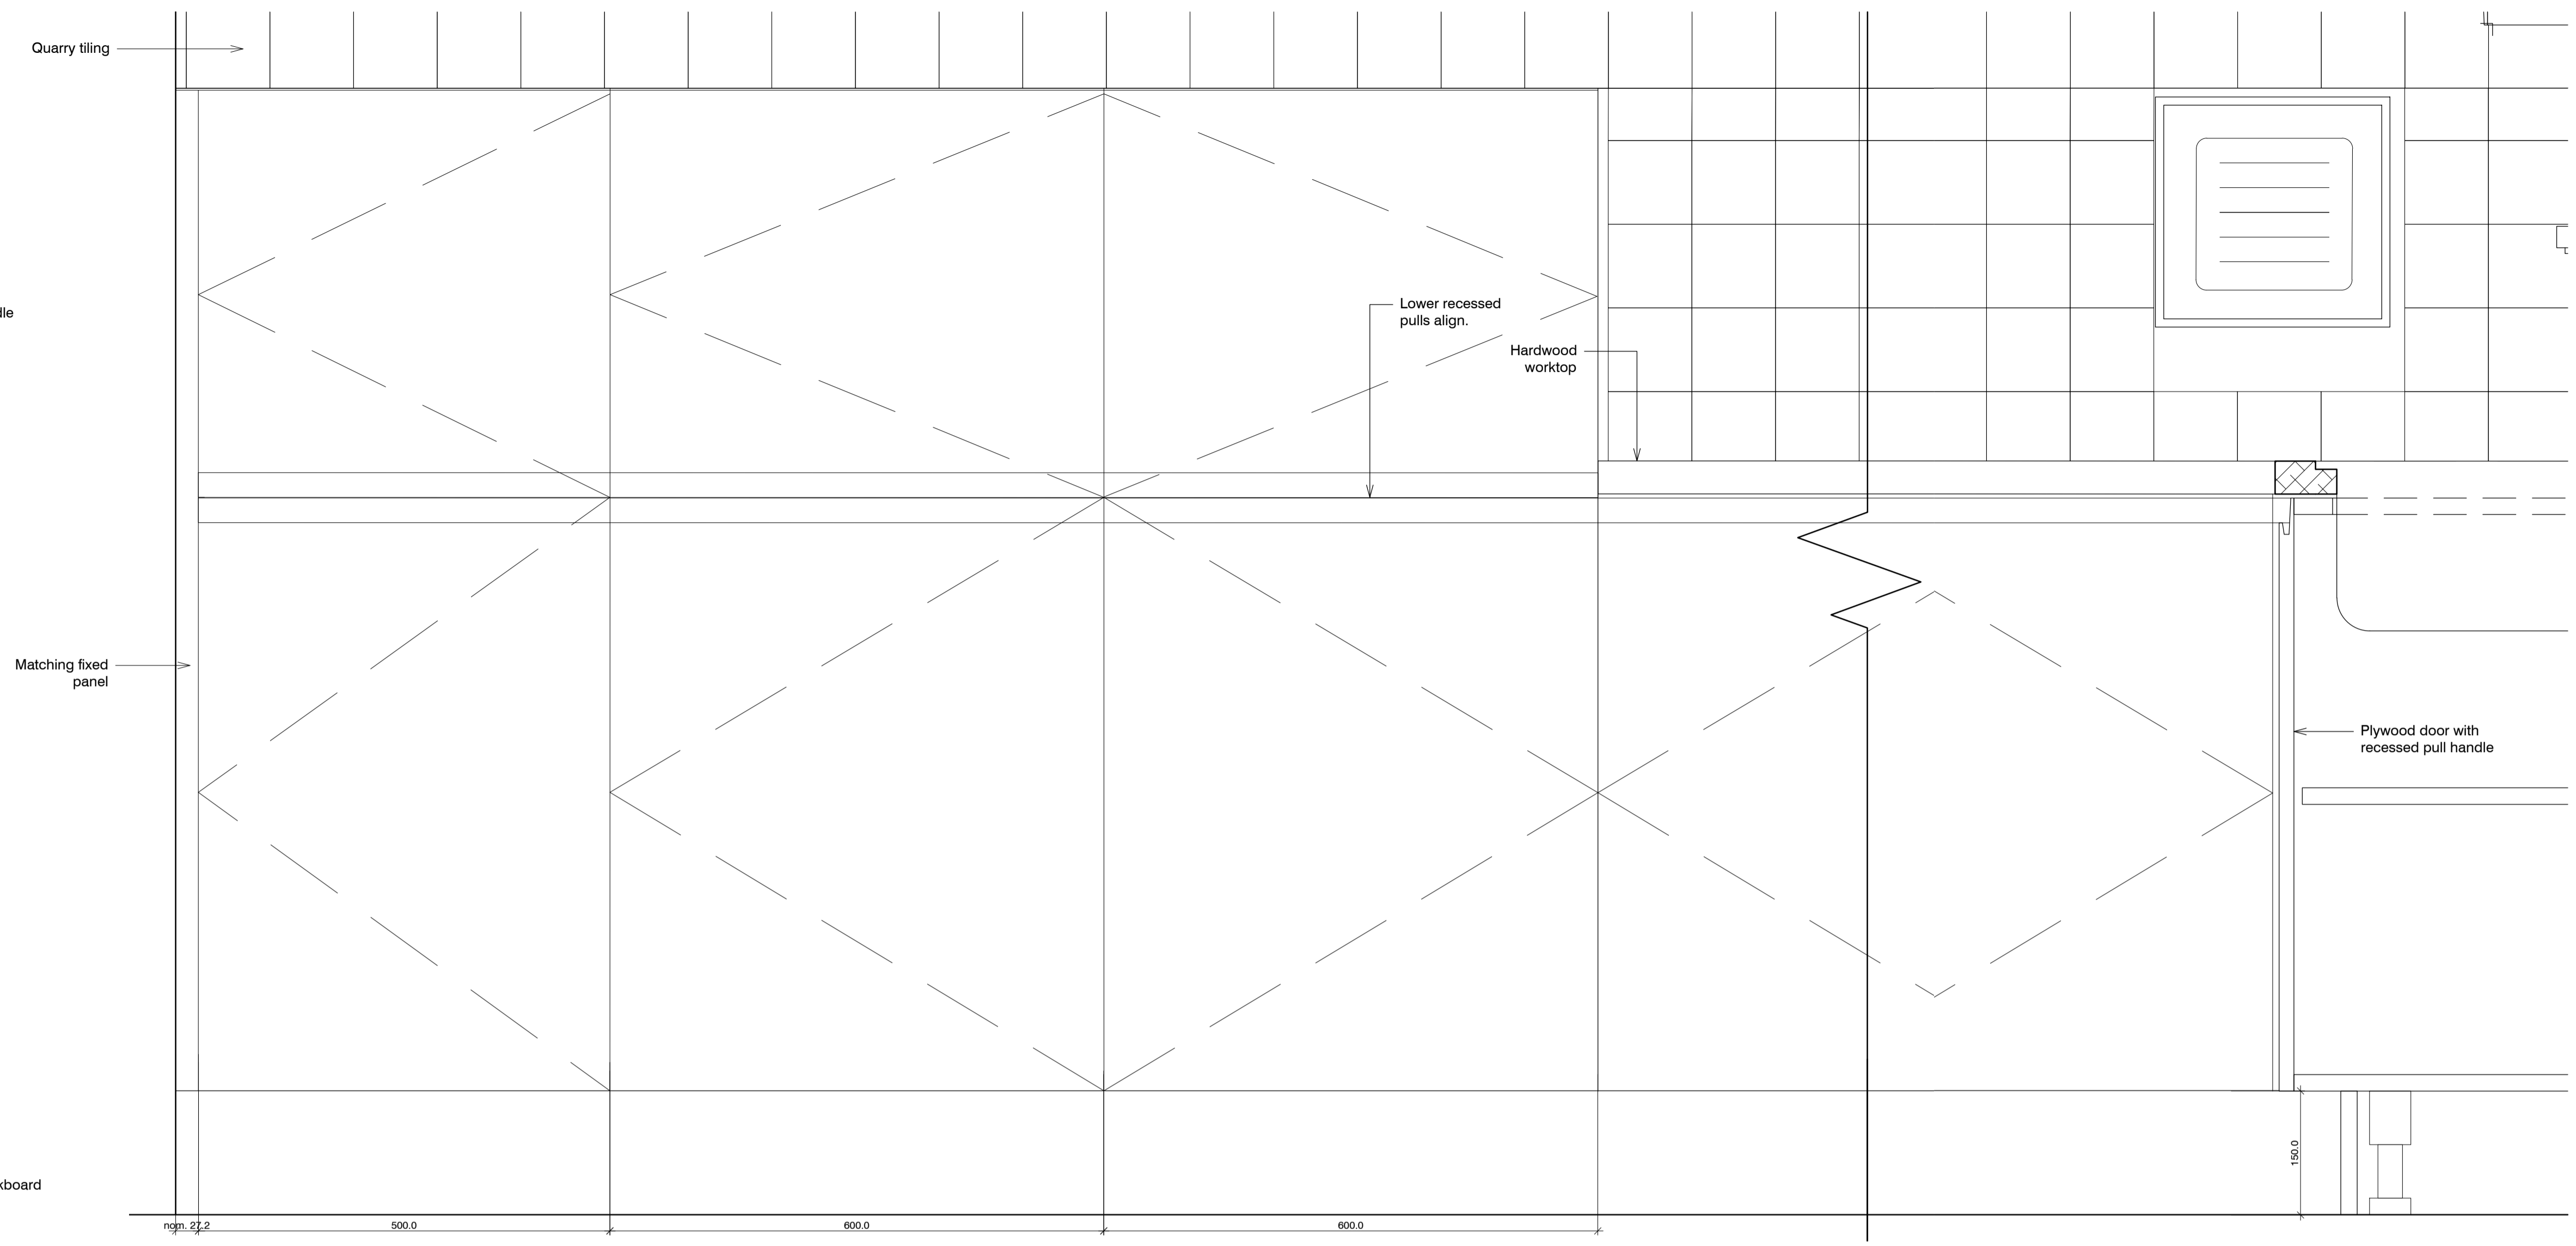 Quarry tiling
dle
Lower recessed
pulls align.
Hardwood
worktop
Matching fixed
panel
Plywood door with
recessed pull handle
150.0
kboard
nom. 27.2
500.0
600.0
600.0